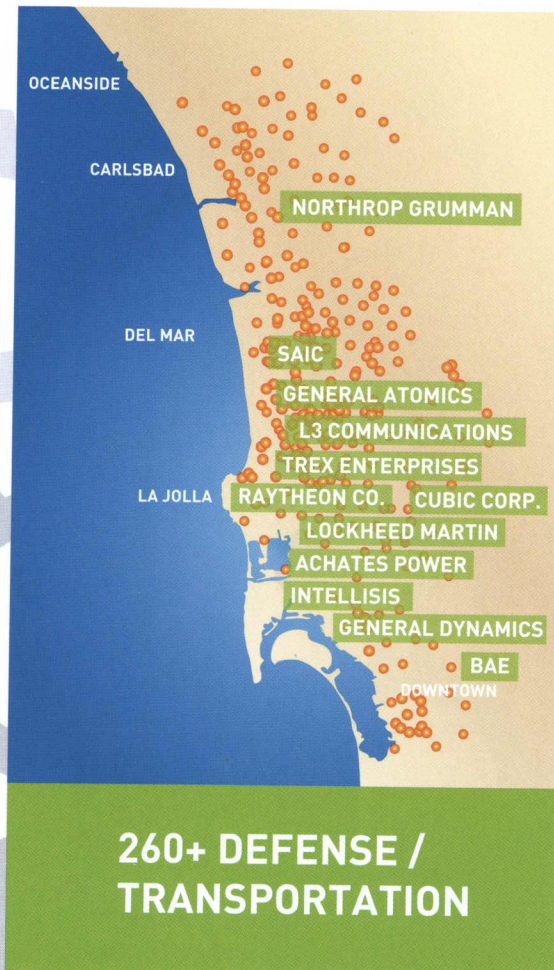 OCEANSIDE
CARLSBAD
NORTHROP GRUMMAN
DEL MAR
SAIC
GENERAL ATOMICS
L3 COMMUNICATIONS
TREX ENTERPRISES
LA JOLLA
RAYTHEON CO.
CUBIC CORP.
LOCKHEED MARTIN
ACHATES POWER
INTELLISIS
GENERAL DYNAMICS
BAE
DOWNTOWN
260+ DEFENSE /
TRANSPORTATION